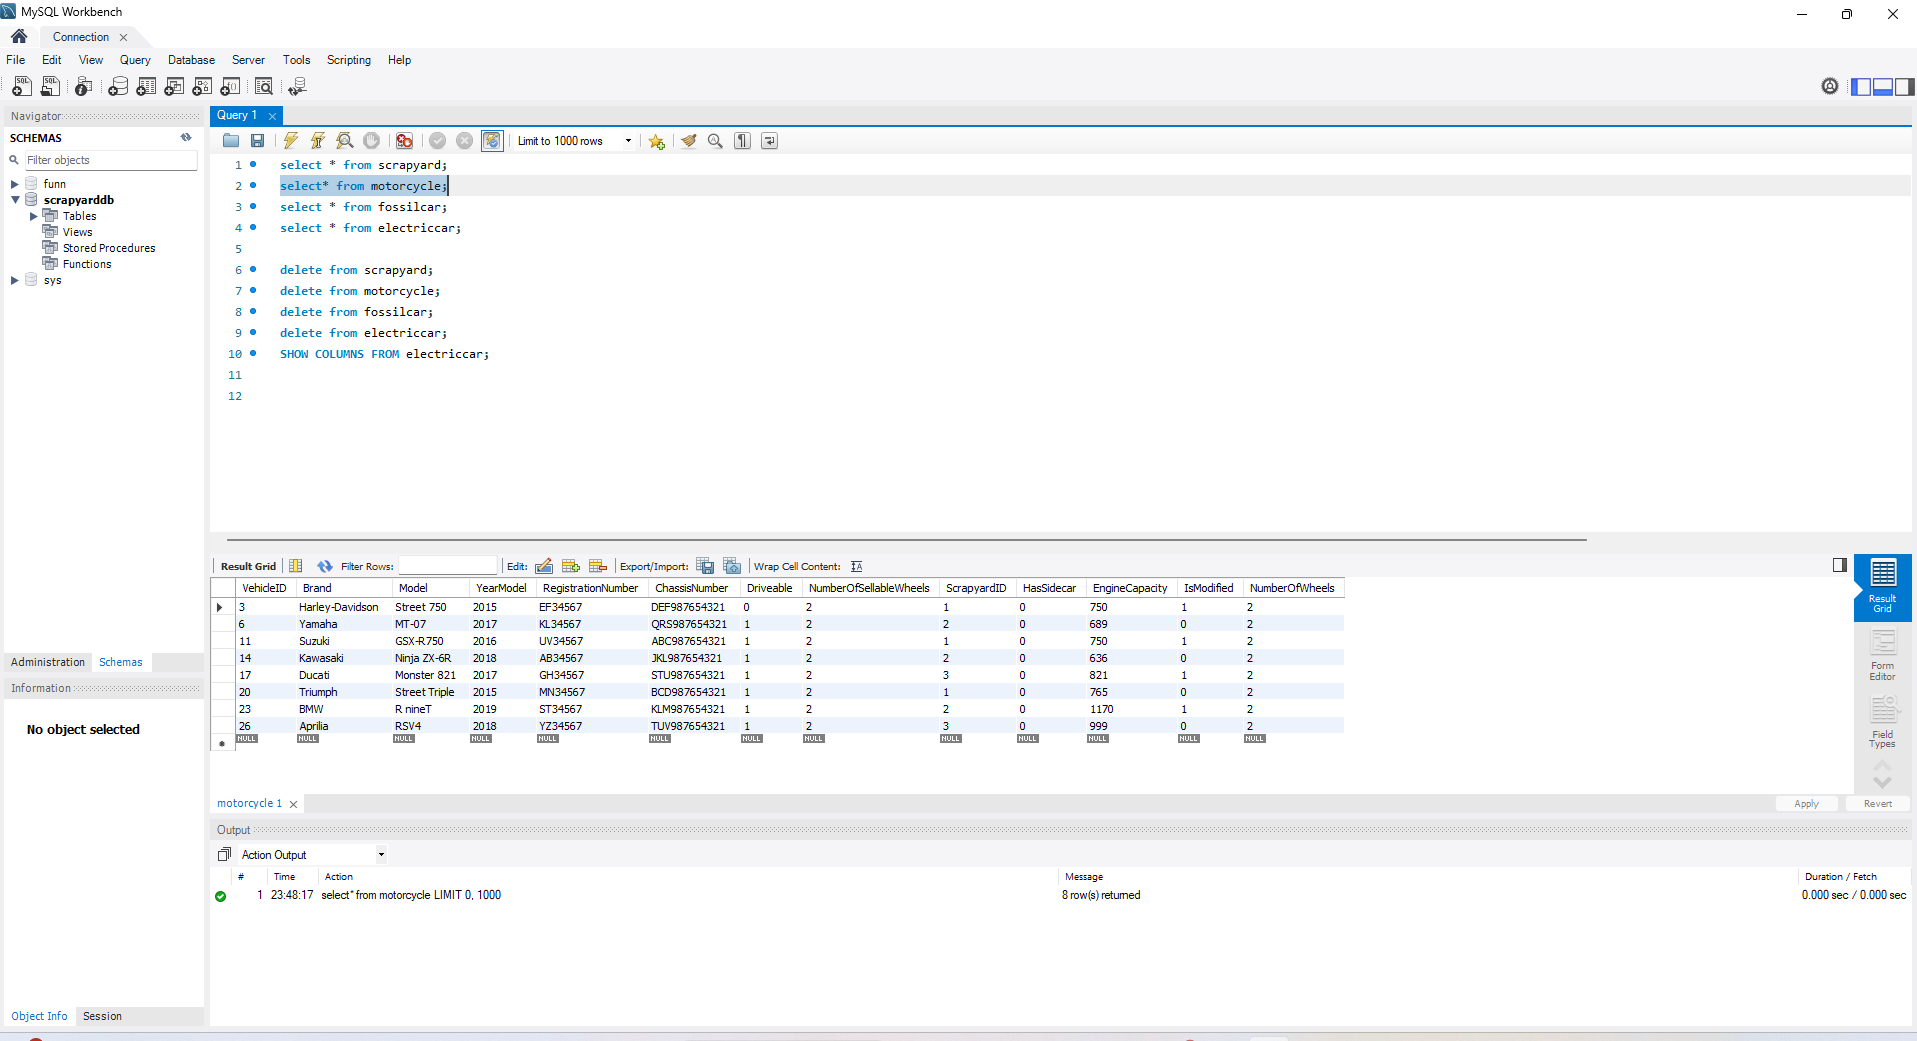 MySQL Workbench
Connection
File Edit View Query Database Server Tools Scripting Help
Navigator
SCHEMAS
Filter objects
funn
scrapyarddb
Tables
Views
Stored Procedures
Functions
sys
Administration Schemas
Information
No object selected
Object Info Session
Query 1
Limit to 1000 rows
1 select * from scrapyard;
2 select* from motorcycle;
3 select * from fossilcar;
4 select * from electriccar;
5
6 delete from scrapyard;
7 delete from motorcycle;
8 delete from fossilcar;
9 delete from electriccar;
10 SHOW COLUMNS FROM electriccar;
11
12
Result Grid Filter Rows: Edit: Export/Import: Wrap Cell Content:
VehicleID Brand Model YearModel RegistrationNumber ChassisNumber Driveable NumberOfSellableWheels ScrapyardID HasSidecar EngineCapacity IsModified NumberOfWheels
3 Harley-Davidson Street 750 2015 EF34567 DEF987654321 0 2 1 0 750 1 2
6 Yamaha MT-07 2017 KL34567 QRS987654321 1 2 2 0 689 0 2
11 Suzuki GSX-R750 2016 UV34567 ABC987654321 1 2 1 0 750 1 2
14 Kawasaki Ninja ZX-6R 2018 AB34567 JKL987654321 1 2 2 0 636 0 2
17 Ducati Monster 821 2017 GH34567 STU987654321 1 2 3 0 821 1 2
20 Triumph Street Triple 2015 MN34567 BCD987654321 1 2 1 0 765 0 2
23 BMW R nineT 2019 ST34567 KLM987654321 1 2 2 0 1170 1 2
26 Aprilia RSV4 2018 YZ34567 TUV987654321 1 2 3 0 999 0 2
NULL NULL NULL NULL NULL NULL NULL NULL NULL NULL NULL NULL NULL
Result
Grid
Form
Editor
Field
Types
motorcycle 1
Apply Revert
Output
Action Output
# Time Action Message Duration / Fetch
1 23:48:17 select* from motorcycle LIMIT 0, 1000 8 row(s) returned 0.000 sec / 0.000 sec